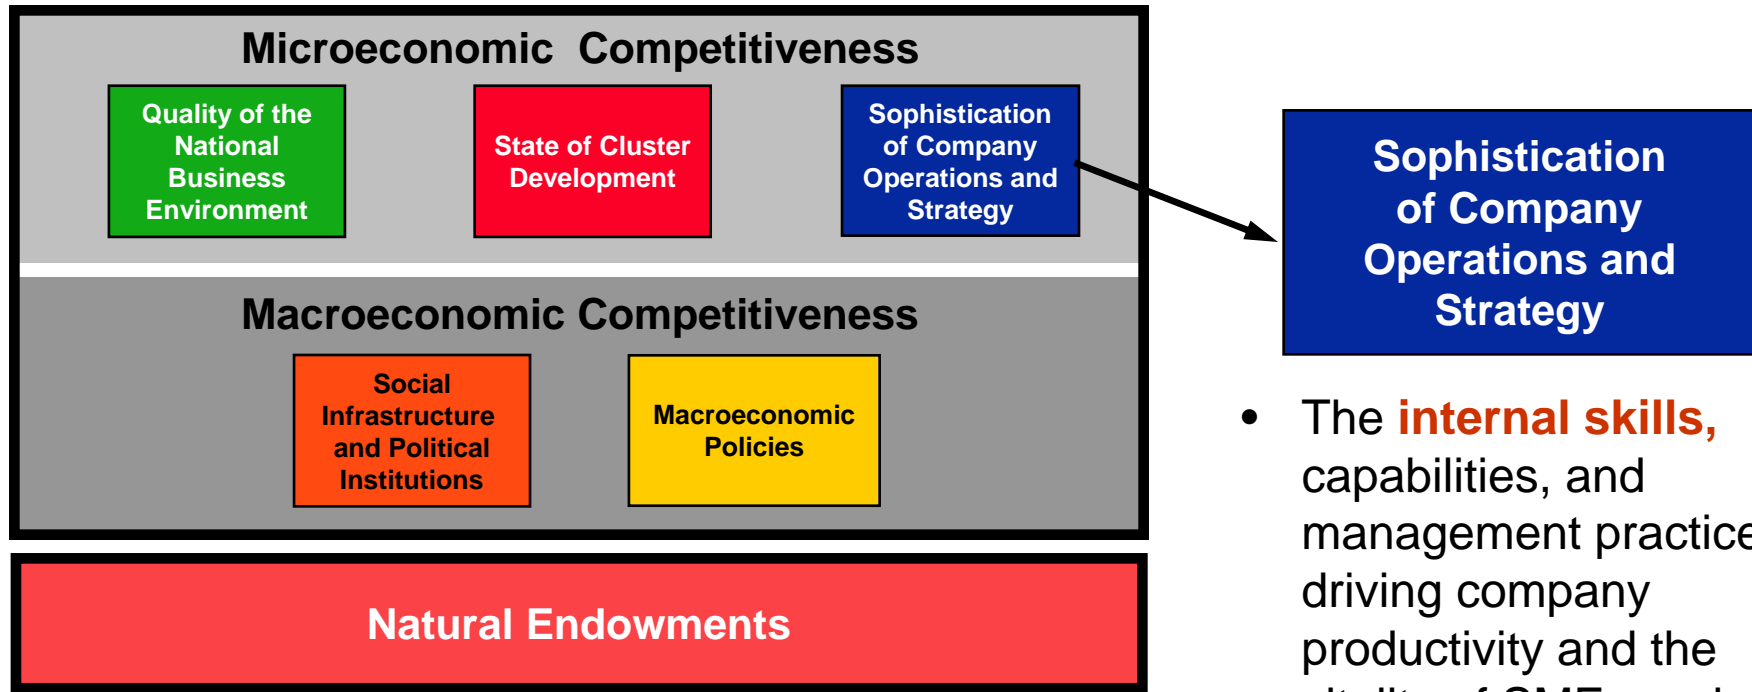 Microeconomic Competitiveness
Quality of the
National
Business
Environment
State of Cluster
Development
Sophistication
of Company
Operations and
Strategy
Macroeconomic Competitiveness
Social
Infrastructure
and Political
Institutions
Macroeconomic
Policies
Natural Endowments
Sophistication
of Company
Operations and
Strategy
• The internal skills,
capabilities, and
management
driving company
productivity and the
of